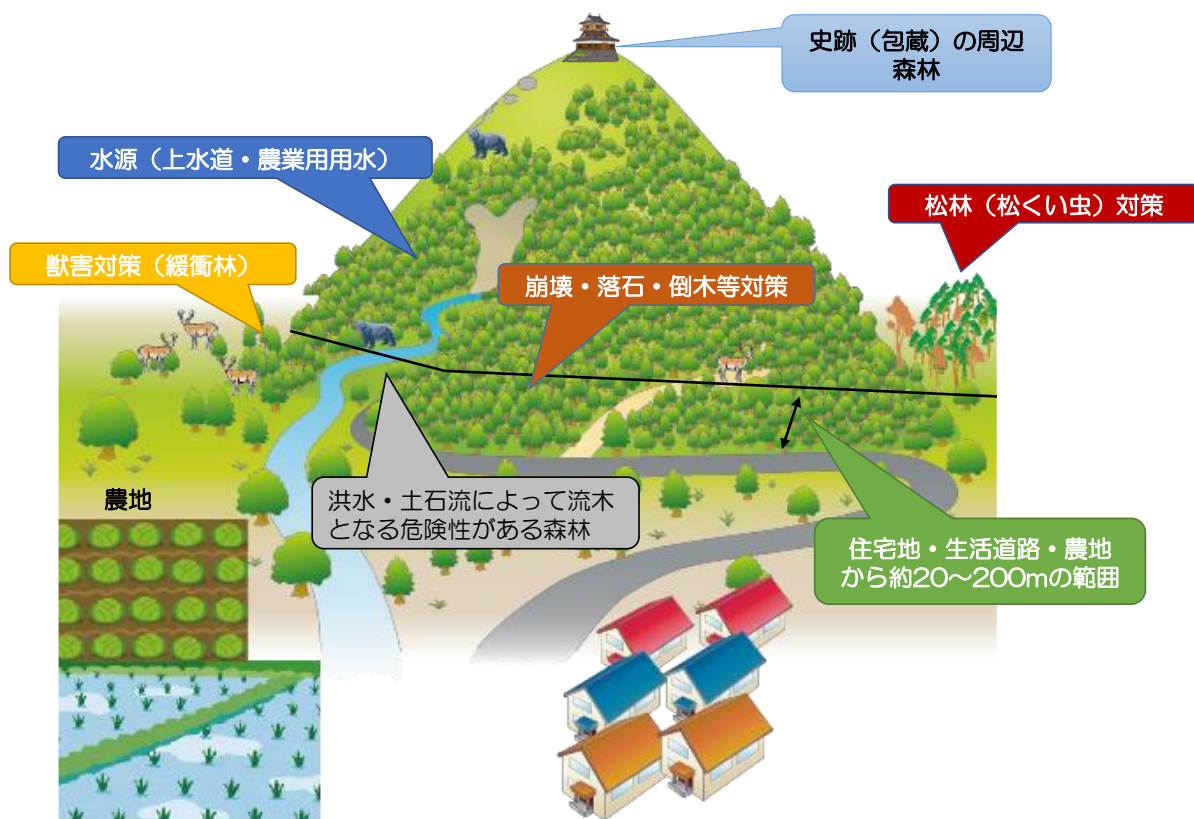 史跡（包蔵）の周辺
森林
水源（上水道・農業用用水）
松林（松くい虫）対策
獣害対策（緩衝林）
崩壊・落石・倒木等対策
農地
洪水・土石流によって流木
となる危険性がある森林
住宅地・生活道路・農地
から約20～200mの範囲